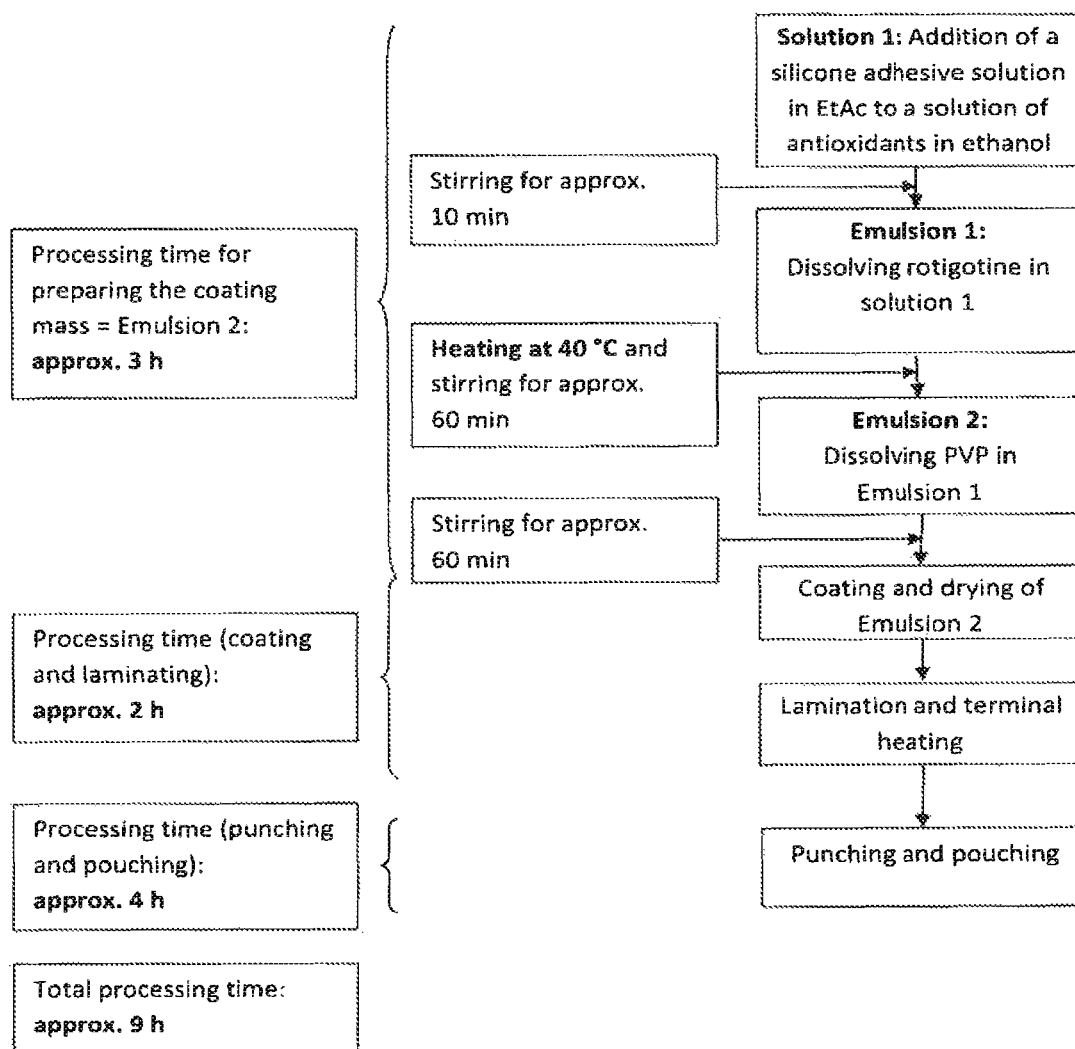 Solution 1: Addition of a
silicone adhesive solution
in EtAc to a solution of
antioxidants in ethanol
Stirring for approx.
10 min
Emulsion 1:
Dissolving rotigotine in
solution 1
Processing time for
preparing the coating
mass = Emulsion 2:
approx. 3 h
Heating at 40 °C and
stirring for approx.
60 min
Emulsion 2:
Dissolving PVP in
Emulsion 1
Stirring for approx.
60 min
Coating and drying of
Emulsion 2
Processing time (coating
and laminating):
approx. 2 h
Lamination and terminal
heating
Processing time (punching
and pouching):
approx. 4 h
Punching and pouching
Total processing time:
approx. 9 h